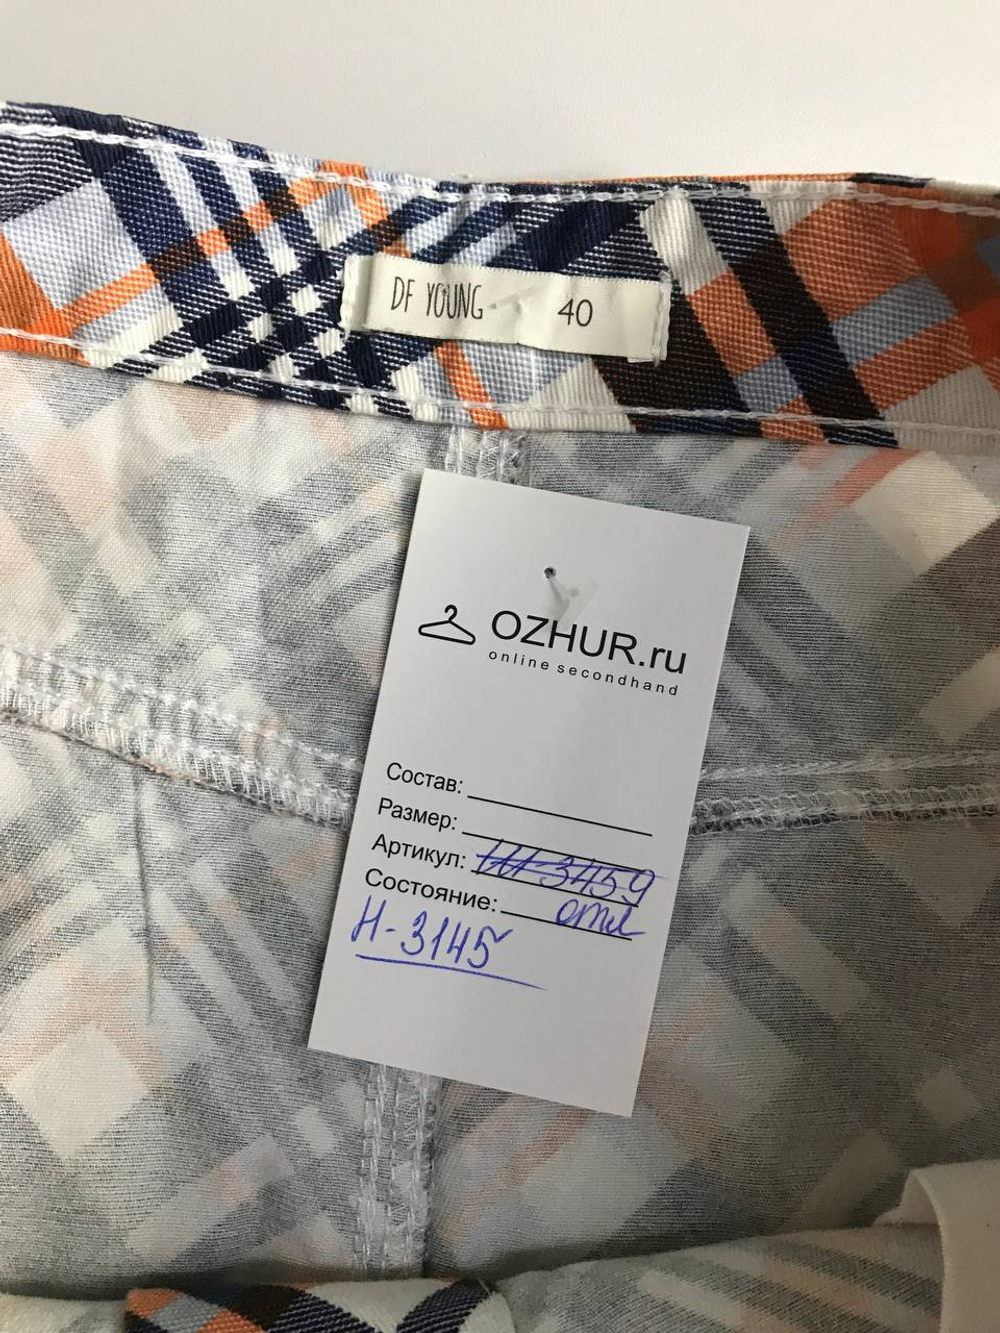 DF YOUNG 40
OZHUR.ru
online secondhand
Состав:
Размер:
Артикул: 3459
Состояние: отл
Н-3145